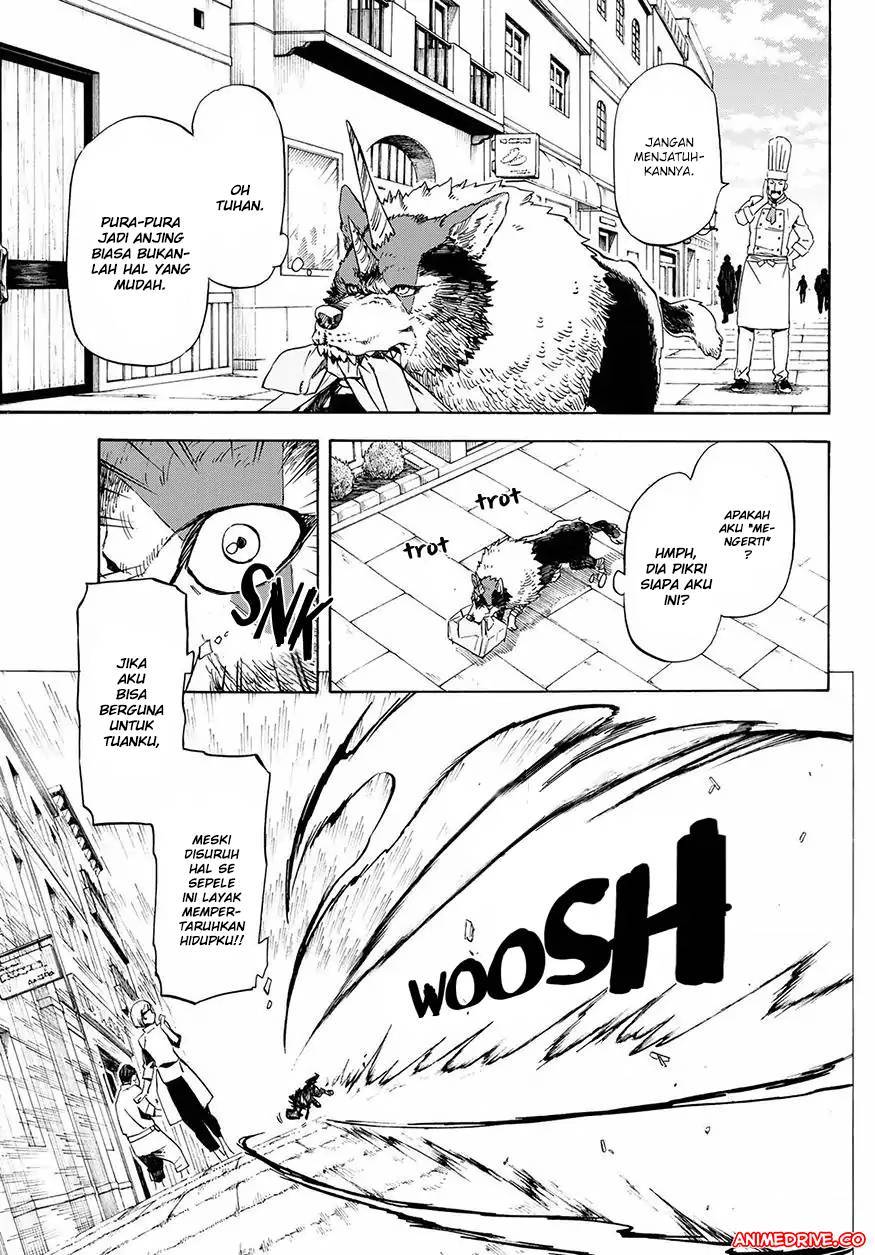 JANGAN
MENJATUH-
KANNYA.
OH
TUHAN.
PURA-PURA
JADI ANJING
BIASA BUKAN-
LAH HAL YANG
MUDAH.
APAKAH
AKU "ME-
NGERTI"
?
HMPH,
DIA PIKRI
SIAPA AKU
INI?
trot
trot
SNK
JIKA
AKU
BISA
BERGUNA
UNTUK
TUANKU,
MESKI
DISURUH
HAL SE
SEPELE
INI LAYAK
MEMPER-
TARUHKAN
HIDUPKU!!
WOOSH
ANIMEDRIVE.CO